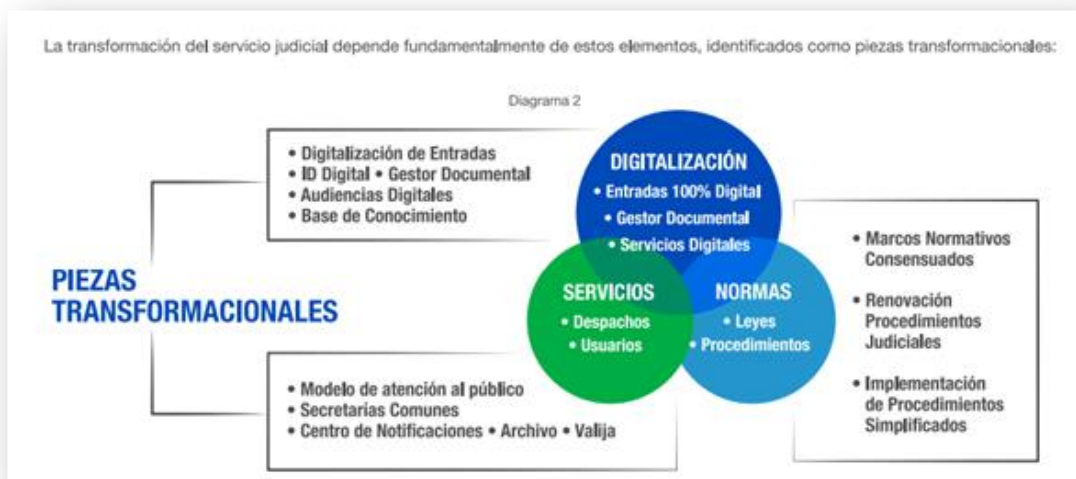 La transformación del servicio judicial depende fundamentalmente de estos elementos, identificados como piezas transformacionales:
Diagrama 2
• Digitalización de Entradas
• ID Digital • Gestor Documental
• Audiencias Digitales
• Base de Conocimiento
DIGITALIZACIÓN
• Entradas 100% Digital
• Gestor Documental
• Servicios Digitales
PIEZAS
TRANSFORMACIONALES
SERVICIOS
• Despachos
• Usuarios
NORMAS
• Leyes
• Procedimientos
• Marcos Normativos
Consensuados
• Renovación
Procedimientos
Judiciales
• Implementación
de Procedimientos
Simplificados
• Modelo de atención al público
• Secretarias Comunes
• Centro de Notificaciones • Archivo • Valija